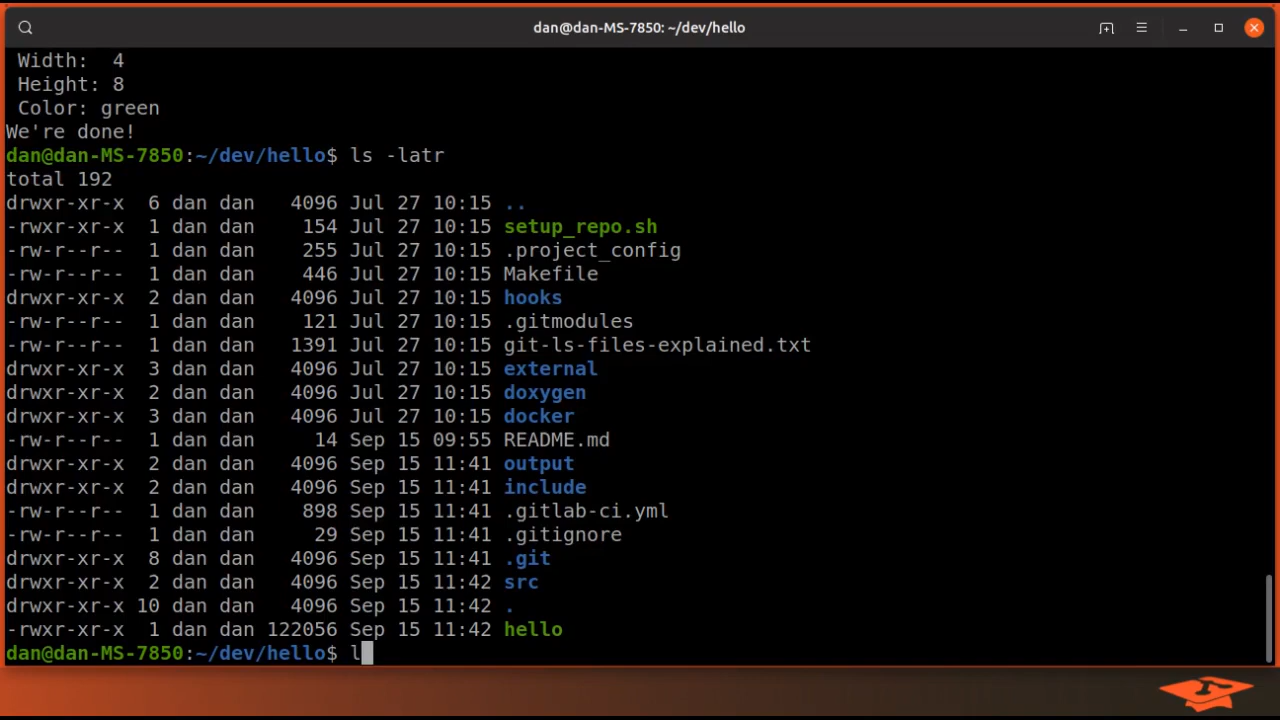 dan@dan-MS-7850: ~/dev/hello
Width:  4
Height: 8
Color: green
We're done!
dan@dan-MS-7850:~/dev/hello$ ls -latr
total 192
drwxr-xr-x  6 dan dan   4096 Jul 27 10:15 ..
-rwxr-xr-x  1 dan dan    154 Jul 27 10:15 setup_repo.sh
-rw-r--r--  1 dan dan    255 Jul 27 10:15 .project_config
-rw-r--r--  1 dan dan    446 Jul 27 10:15 Makefile
drwxr-xr-x  2 dan dan   4096 Jul 27 10:15 hooks
-rw-r--r--  1 dan dan    121 Jul 27 10:15 .gitmodules
-rw-r--r--  1 dan dan   1391 Jul 27 10:15 git-ls-files-explained.txt
drwxr-xr-x  3 dan dan   4096 Jul 27 10:15 external
drwxr-xr-x  2 dan dan   4096 Jul 27 10:15 doxygen
drwxr-xr-x  3 dan dan   4096 Jul 27 10:15 docker
-rw-r--r--  1 dan dan     14 Sep 15 09:55 README.md
drwxr-xr-x  2 dan dan   4096 Sep 15 11:41 output
drwxr-xr-x  2 dan dan   4096 Sep 15 11:41 include
-rw-r--r--  1 dan dan    898 Sep 15 11:41 .gitlab-ci.yml
-rw-r--r--  1 dan dan     29 Sep 15 11:41 .gitignore
drwxr-xr-x  8 dan dan   4096 Sep 15 11:41 .git
drwxr-xr-x  2 dan dan   4096 Sep 15 11:42 src
drwxr-xr-x 10 dan dan   4096 Sep 15 11:42 .
-rwxr-xr-x  1 dan dan 122056 Sep 15 11:42 hello
dan@dan-MS-7850:~/dev/hello$ l